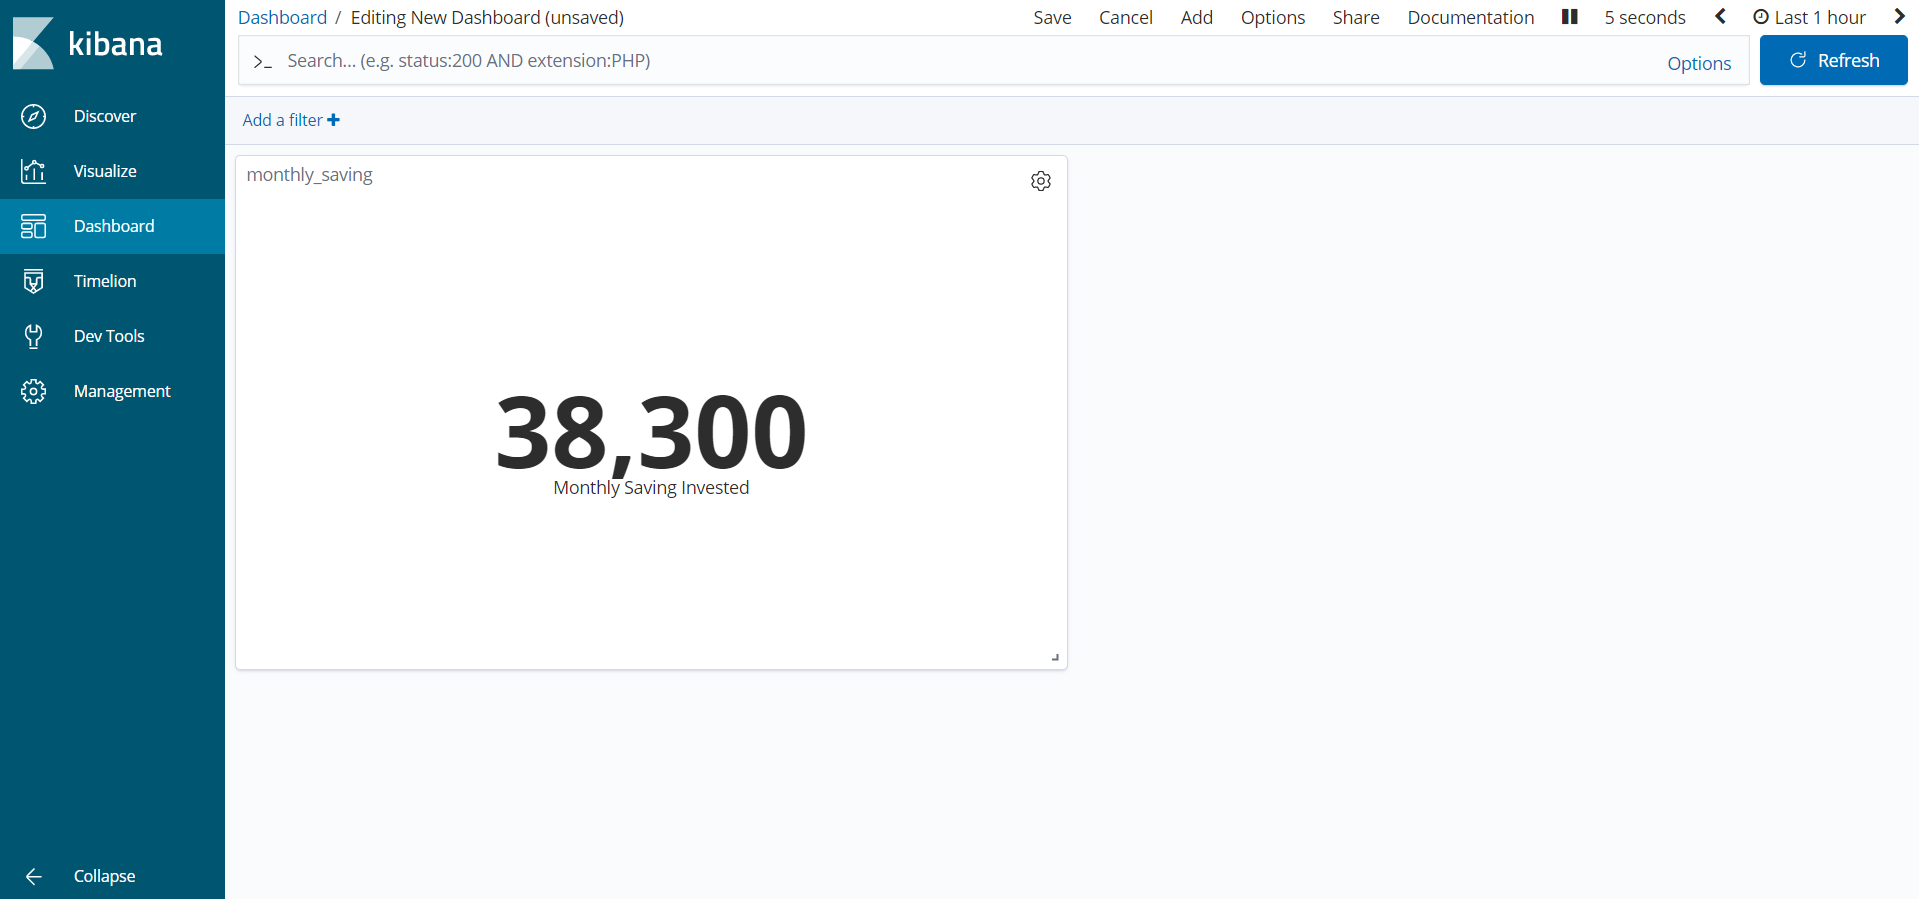 kibana
Discover
Visualize
Dashboard
Timelion
Dev Tools
Management
Collapse
Dashboard / Editing New Dashboard (unsaved)
Save Cancel Add Options Share Documentation 5 seconds Last 1 hour
>_ Search... (e.g. status:200 AND extension:PHP) Options Refresh
Add a filter +
monthly_saving
38,300
Monthly Saving Invested